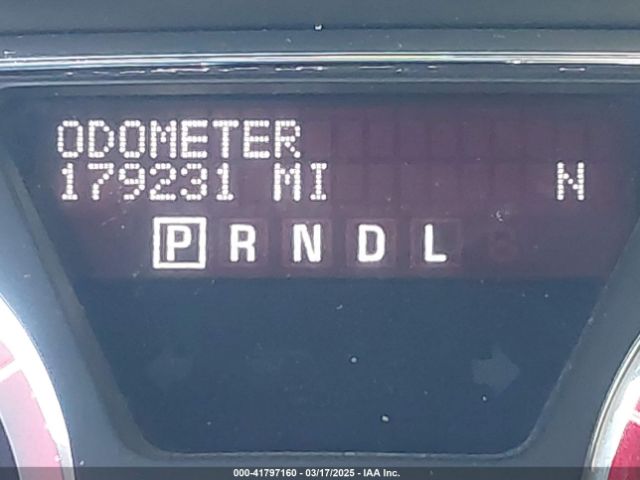 ODOMETER
179231 MI N
P R N D L
000-41797160 - 03/17/2025 - IAA Inc.